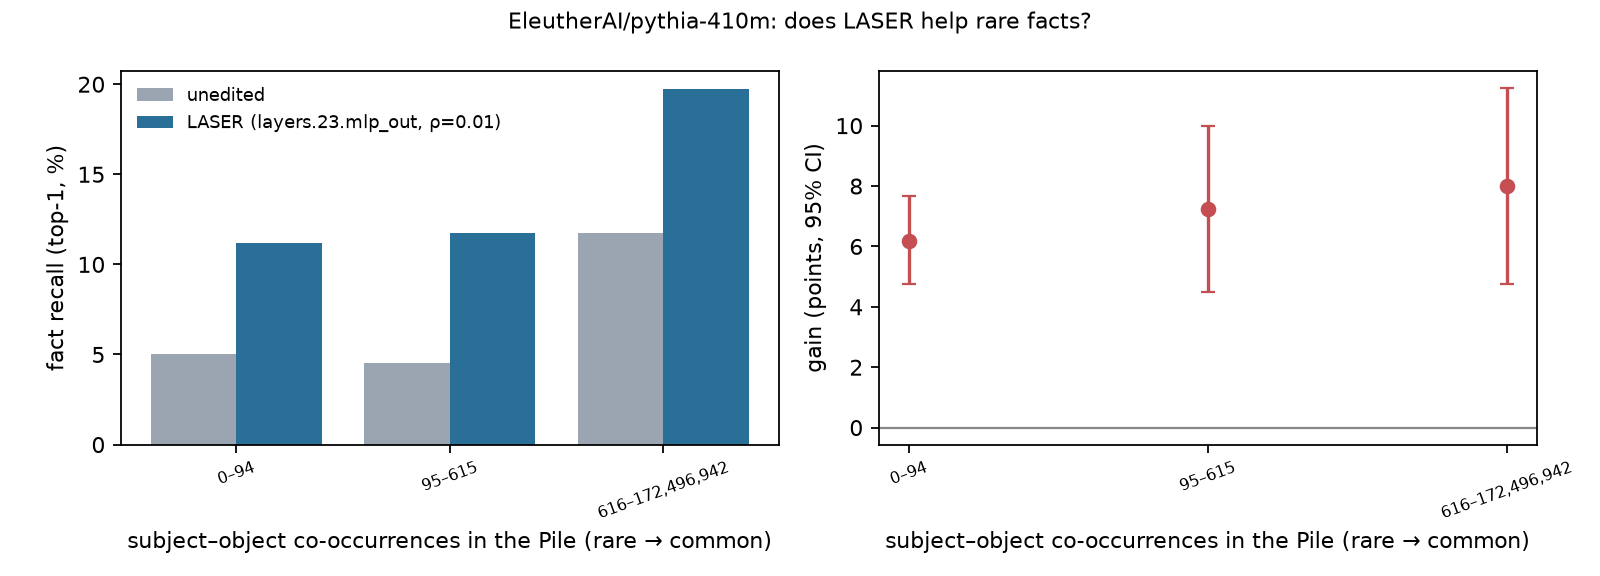 EleutherAI/pythia-410m: does LASER help rare facts?
fact recall (top-1, %)
20
15
10
5
0
unedited
LASER (layers.23.mlp_out, ρ=0.01)
0–94
95–615
616–172,496,942
subject–object co-occurrences in the Pile (rare → common)
gain (points, 95% CI)
10
8
6
4
2
0
0–94
95–615
616–172,496,942
subject–object co-occurrences in the Pile (rare → common)